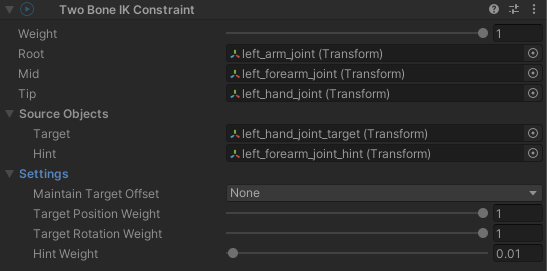 Two Bone IK Constraint
Weight 1
Root left_arm_joint (Transform)
Mid left_forearm_joint (Transform)
Tip left_hand_joint (Transform)
Source Objects
Target left_hand_joint_target (Transform)
Hint left_forearm_joint_hint (Transform)
Settings
Maintain Target Offset None
Target Position Weight 1
Target Rotation Weight 1
Hint Weight 0.01